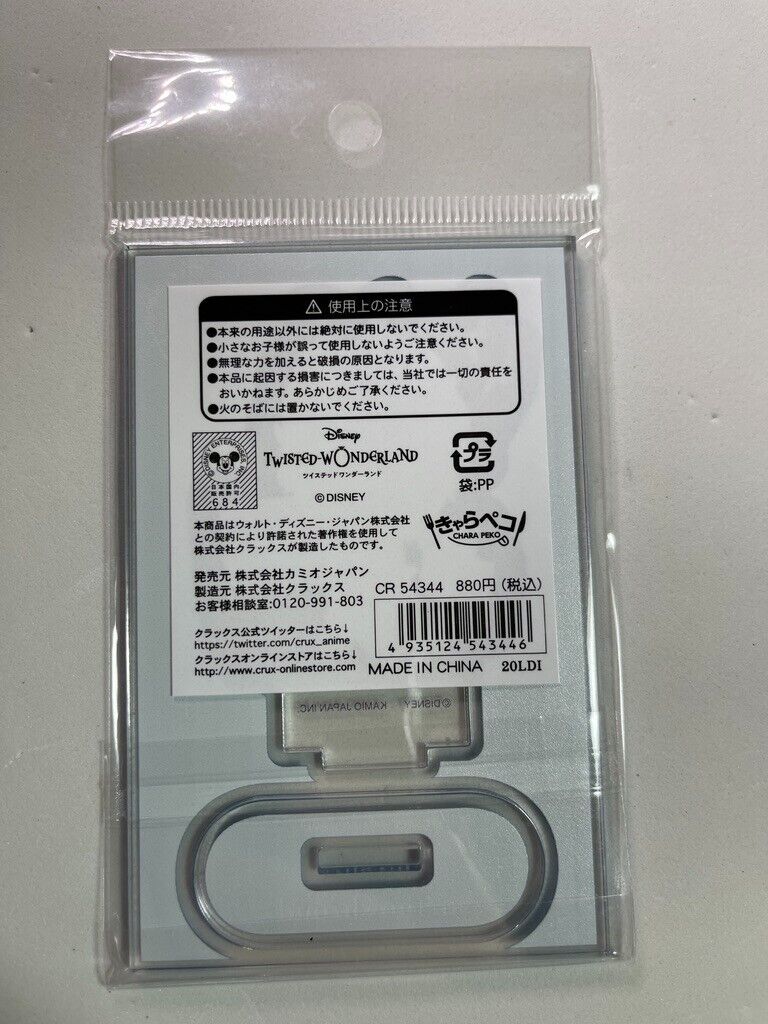 ⚠ 使用上の注意
●本来の用途以外には絶対に使用しないでください。
●小さなお子様が誤って使用しないようご注意ください。
●無理な力を加えると破損の原因となります。
●本品に起因する損害につきましては、当社では一切の責任を
おいかねます。あらかじめご了承ください。
●火のそばには置かないでください。
©DISNEY ENTERPRISES, INC.
日本国内
販売許可
684
Disney
TWISTED-WONDERLAND
ツイステッドワンダーランド
©DISNEY
プラ
袋:PP
本商品はウォルト・ディズニー・ジャパン株式会社
との契約により許諾された著作権を使用して
株式会社クラックスが製造したものです。
きゃらペコ
CHARA PEKO
発売元 株式会社カミオジャパン
製造元 株式会社クラックス
お客様相談室:0120-991-803
CR 54344 880円(税込)
4 935124 543446
クラックス公式ツイッターはこちら↓
https://twitter.com/crux_anime
クラックスオンラインストアはこちら↓
http://www.crux-onlinestore.com
MADE IN CHINA 20LDI
©DISNEY KAMIO JAPAN INC.